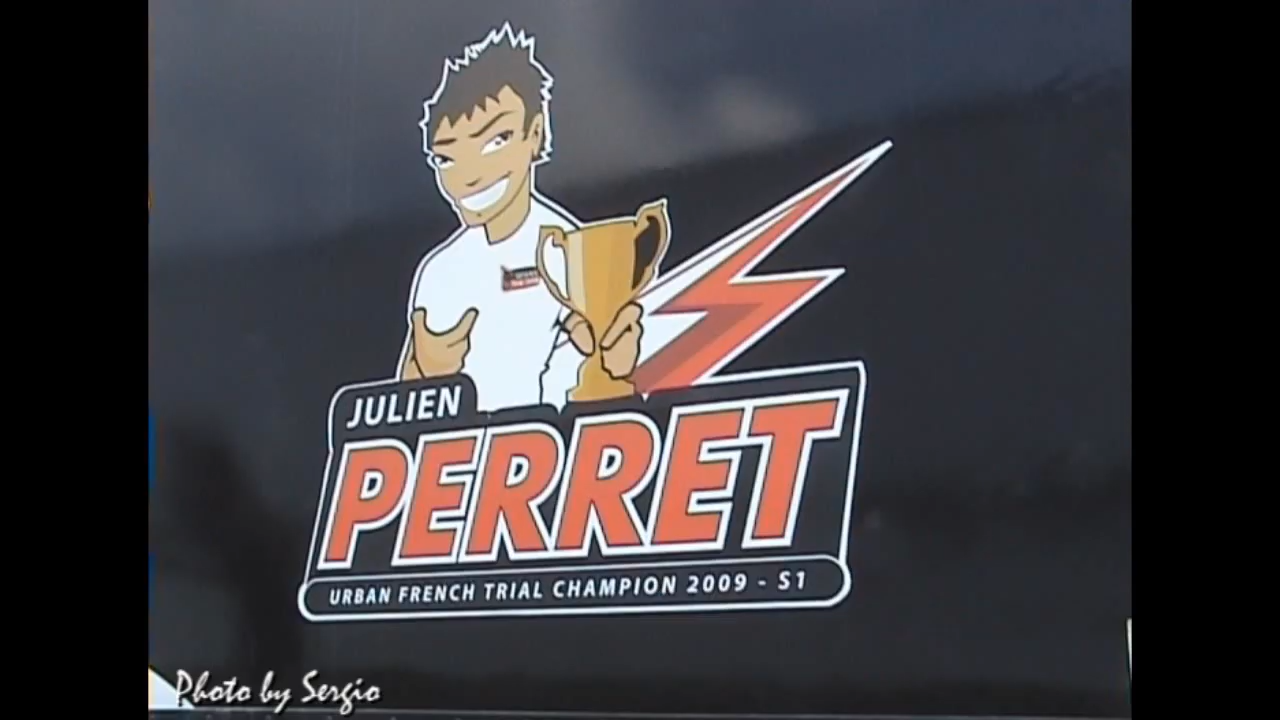 JULIEN
PERRET
URBAN FRENCH TRIAL CHAMPION 2009 - S1
Photo by Sergio